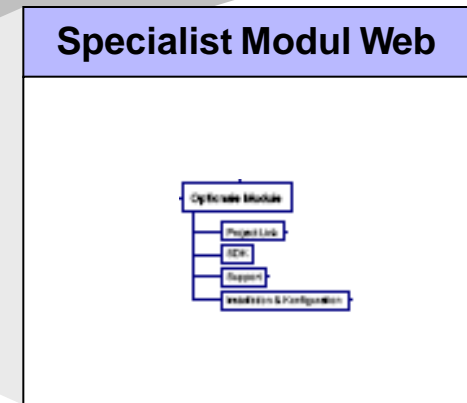 Specialist Modul Web
Optionale Module
Project Link
SDK
Support
Installation & Konfiguration